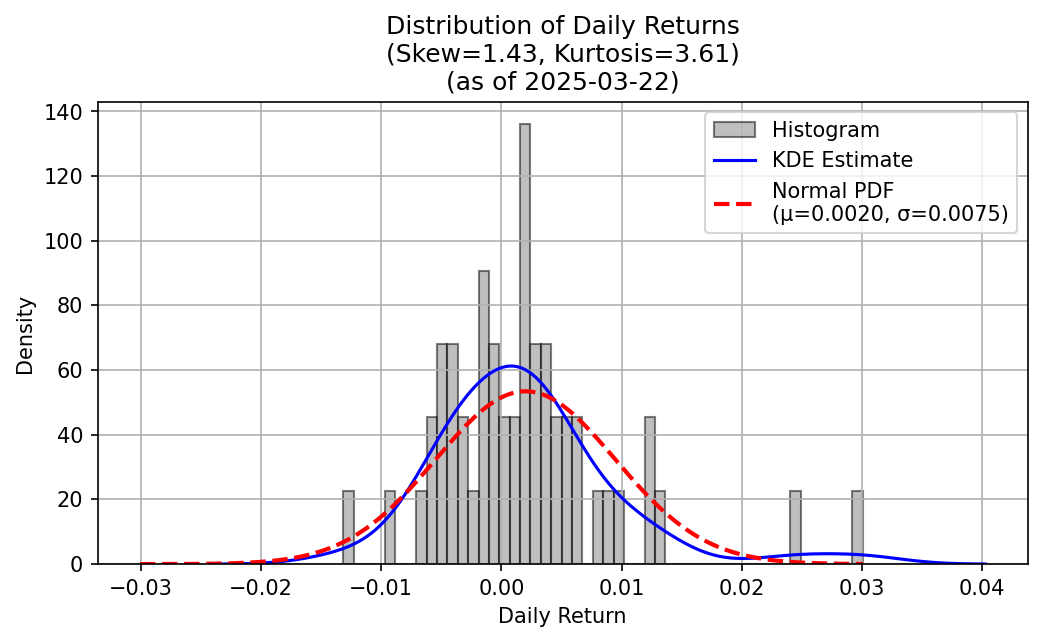 Distribution of Daily Returns
(Skew=1.43, Kurtosis=3.61)
(as of 2025-03-22)
Histogram
KDE Estimate
Normal PDF
(μ=0.0020, σ=0.0075)
Density
140
120
100
80
60
40
20
0
−0.03
−0.02
−0.01
0.00
0.01
0.02
0.03
0.04
Daily Return